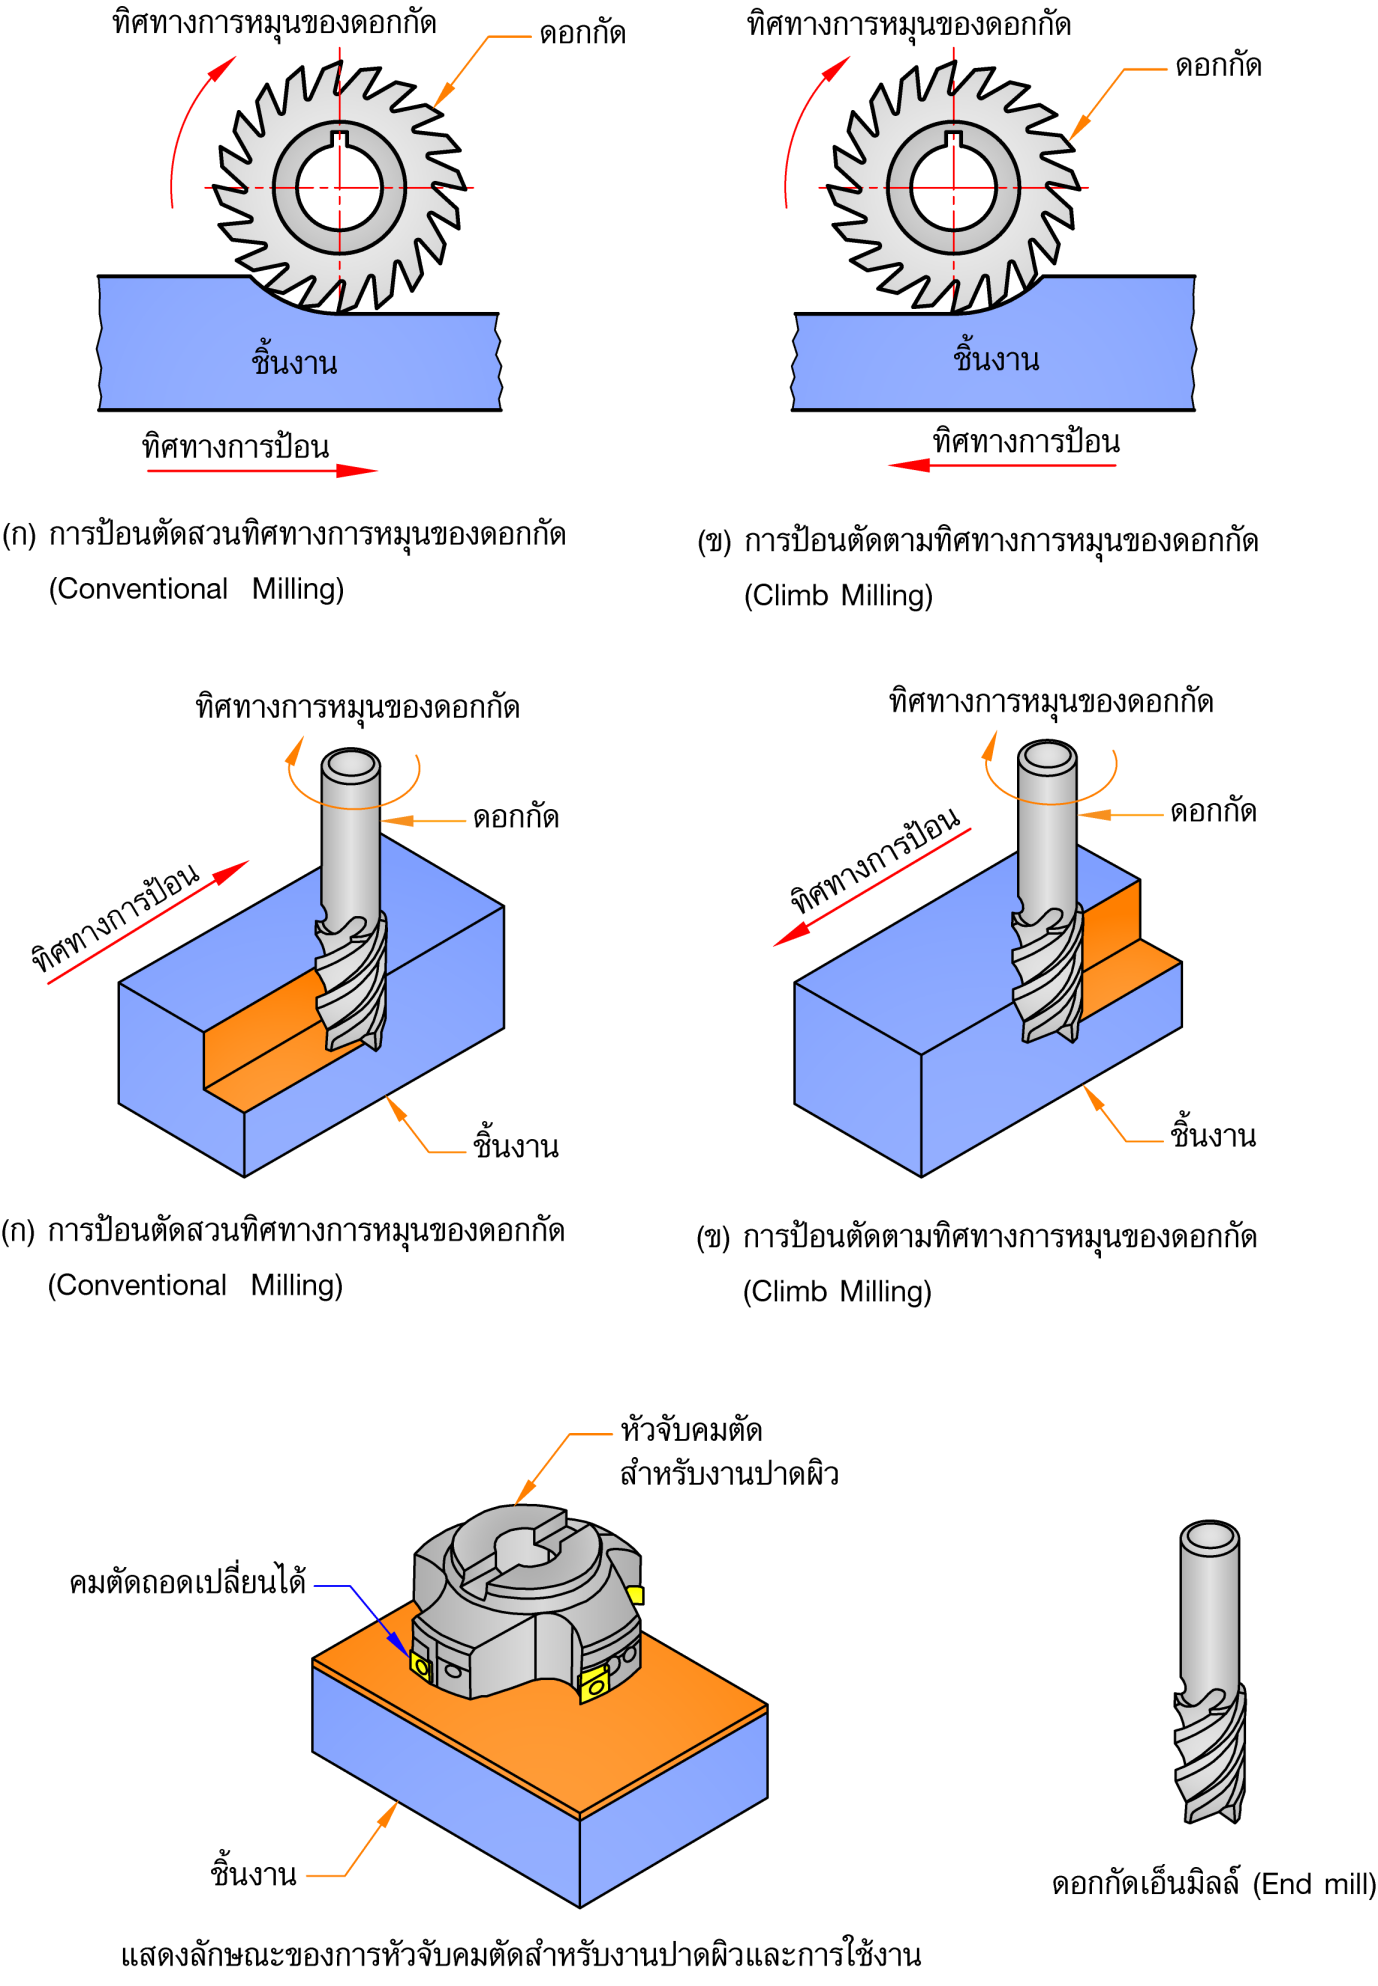 ทิศทางการหมุนของดอกกัด
ดอกกัด
ชิ้นงาน
ทิศทางการป้อน
(ก) การป้อนตัดสวนทิศทางการหมุนของดอกกัด
(Conventional Milling)
ทิศทางการหมุนของดอกกัด
ดอกกัด
ชิ้นงาน
ทิศทางการป้อน
(ข) การป้อนตัดตามทิศทางการหมุนของดอกกัด
(Climb Milling)
ทิศทางการหมุนของดอกกัด
ดอกกัด
ทิศทางการป้อน
ชิ้นงาน
(ก) การป้อนตัดสวนทิศทางการหมุนของดอกกัด
(Conventional Milling)
ทิศทางการหมุนของดอกกัด
ดอกกัด
ทิศทางการป้อน
ชิ้นงาน
(ข) การป้อนตัดตามทิศทางการหมุนของดอกกัด
(Climb Milling)
หัวจับคมตัด
สำหรับงานปาดผิว
คมตัดถอดเปลี่ยนได้
ชิ้นงาน
แสดงลักษณะของการหัวจับคมตัดสำหรับงานปาดผิวและการใช้งาน
ดอกกัดเอ็นมิลล์ (End mill)